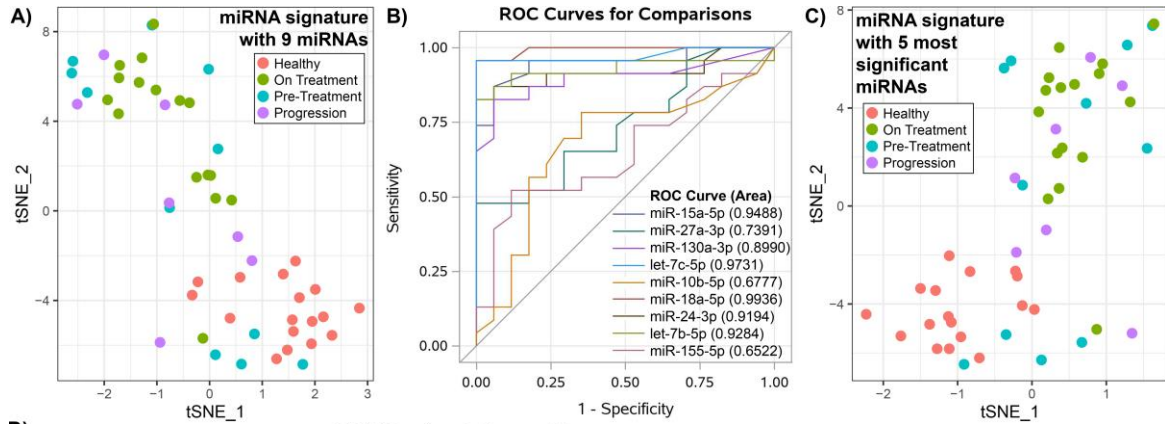 A)
miRNA signature
with 9 miRNAs
Healthy
On Treatment
Pre-Treatment
Progression
8
4
0
-4
tSNE_2
-2
-1
0
1
2
3
tSNE_1
B)
ROC Curves for Comparisons
1.00
0.75
0.50
0.25
0.00
Sensitivity
ROC Curve (Area)
miR-15a-5p (0.9488)
miR-27a-3p (0.7391)
miR-130a-3p (0.8990)
let-7c-5p (0.9731)
miR-10b-5p (0.6777)
miR-18a-5p (0.9936)
miR-24-3p (0.9194)
let-7b-5p (0.9284)
miR-155-5p (0.6522)
0.00
0.25
0.50
0.75
1.00
1 - Specificity
C)
miRNA signature
with 5 most
significant
miRNAs
Healthy
On Treatment
Pre-Treatment
Progression
8
4
0
-4
tSNE_2
-2
-1
0
1
tSNE_1